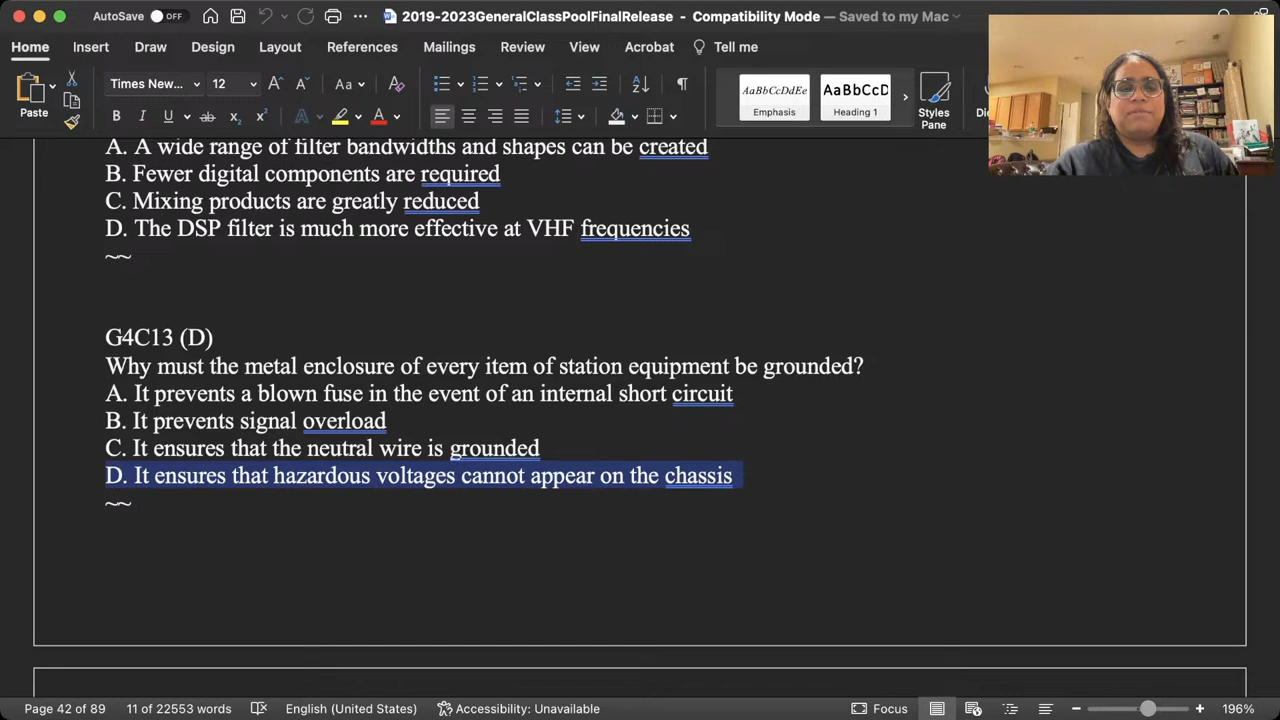 AutoSave OFF
2019-2023GeneralClassPoolFinalRelease - Compatibility Mode — Saved to my Mac
Home Insert Draw Design Layout References Mailings Review View Acrobat Tell me
Paste
Times New... 12 Aa
B I U ab x2 x2 A A
AaBbCcDdEe
Emphasis
AaBbCcD
Heading 1
Styles
Pane
A. A wide range of filter bandwidths and shapes can be created
B. Fewer digital components are required
C. Mixing products are greatly reduced
D. The DSP filter is much more effective at VHF frequencies
~~
G4C13 (D)
Why must the metal enclosure of every item of station equipment be grounded?
A. It prevents a blown fuse in the event of an internal short circuit
B. It prevents signal overload
C. It ensures that the neutral wire is grounded
D. It ensures that hazardous voltages cannot appear on the chassis
~~
Page 42 of 89 11 of 22553 words English (United States) Accessibility: Unavailable Focus 196%